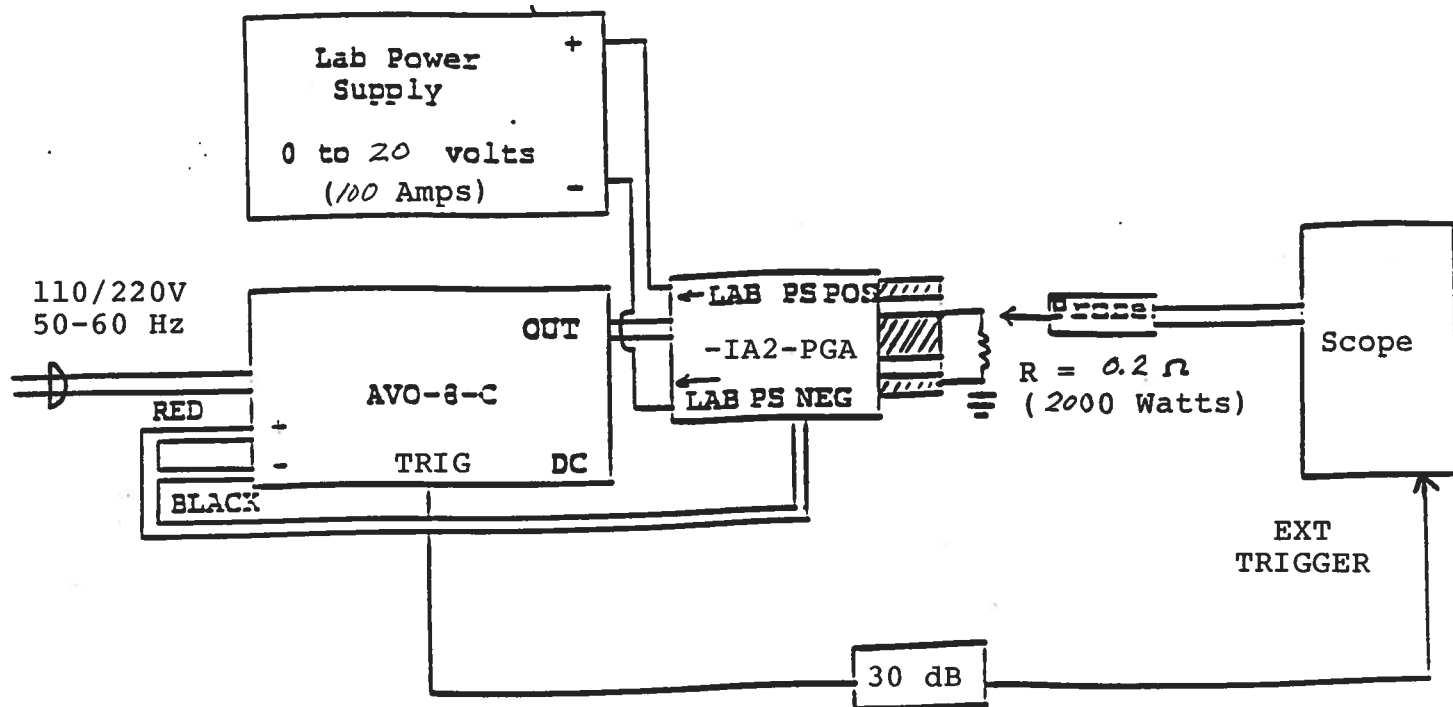 Lab Power
Supply
0 to 20 volts
(100 Amps)
+
-
110/220V
50-60 Hz
RED
+
-
BLACK
OUT
AVO-8-C
TRIG
DC
LAB PS POS
-IA2-PGA
LAB PS NEG
Probe
R = 0.2 Ω
(2000 Watts)
Scope
EXT
TRIGGER
30 dB